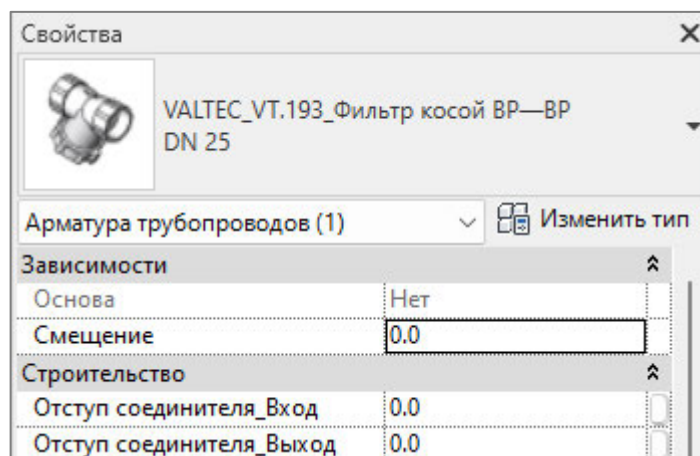 Свойства
VALTEC_VT.193_Фильтр косой ВР—ВР
DN 25
Арматура трубопроводов (1)
Изменить тип
Зависимости
Основа Нет
Смещение 0.0
Строительство
Отступ соединителя_Вход 0.0
Отступ соединителя_Выход 0.0